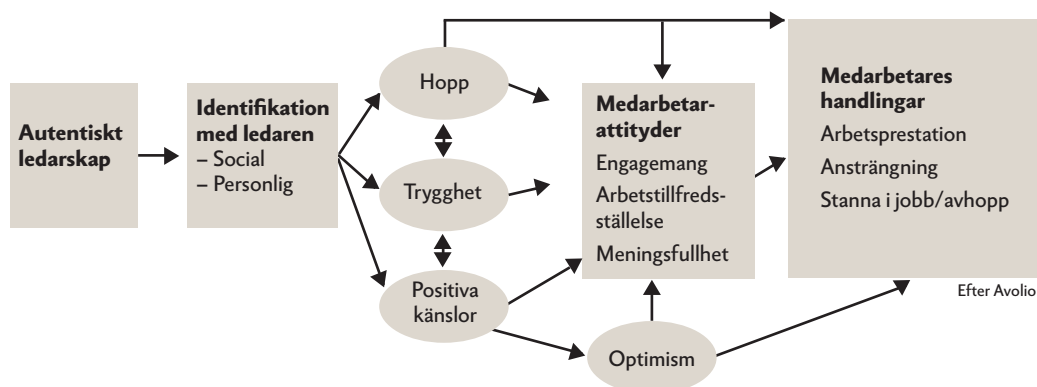 Autentiskt
ledarskap
Identifikation
med ledaren
– Social
– Personlig
Hopp
Trygghet
Positiva
känslor
Optimism
Medarbetar-
attityder
Engagemang
Arbetstillfreds-
ställelse
Meningsfullhet
Medarbetares
handlingar
Arbetsprestation
Ansträngning
Stanna i jobb/avhopp
Efter Avolio